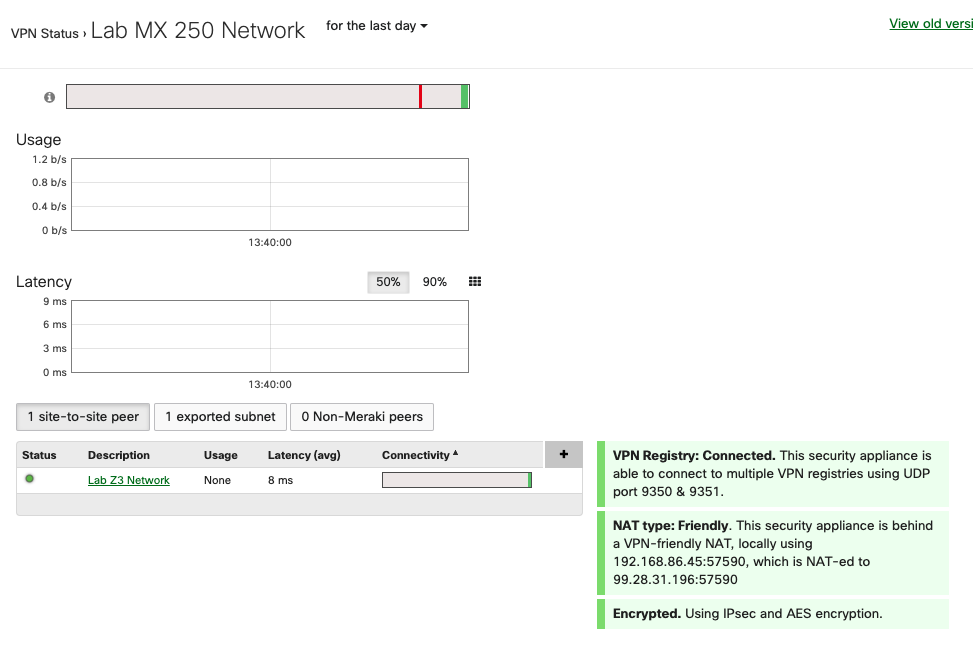 VPN Status › Lab MX 250 Network for the last day
View old versi
Usage
1.2 b/s
0.8 b/s
0.4 b/s
0 b/s
13:40:00
Latency 50% 90%
9 ms
6 ms
3 ms
0 ms
13:40:00
1 site-to-site peer 1 exported subnet 0 Non-Meraki peers
Status Description Usage Latency (avg) Connectivity +
Lab Z3 Network None 8 ms
VPN Registry: Connected. This security appliance is
able to connect to multiple VPN registries using UDP
port 9350 & 9351.
NAT type: Friendly. This security appliance is behind
a VPN-friendly NAT, locally using
192.168.86.45:57590, which is NAT-ed to
99.28.31.196:57590
Encrypted. Using IPsec and AES encryption.